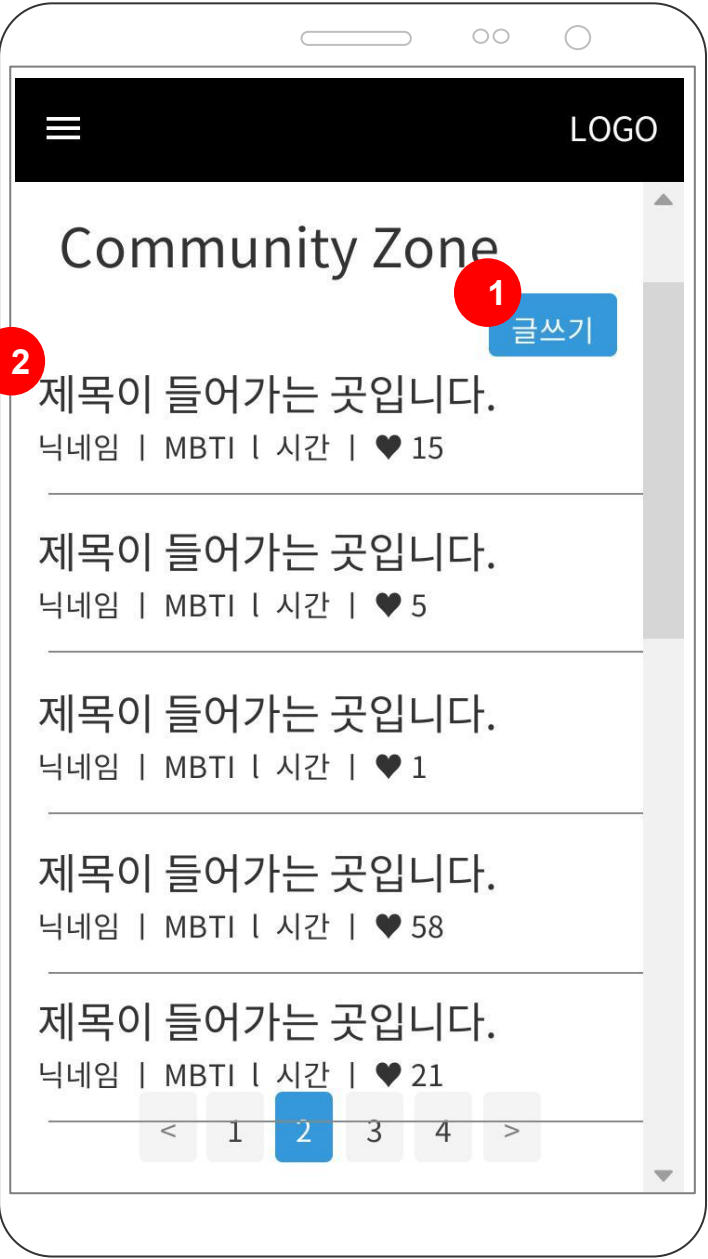 LOGO
Community Zone
1
글쓰기
2
제목이 들어가는 곳입니다.
닉네임 | MBTI l 시간 | ♥ 15
제목이 들어가는 곳입니다.
닉네임 | MBTI l 시간 | ♥ 5
제목이 들어가는 곳입니다.
닉네임 | MBTI l 시간 | ♥ 1
제목이 들어가는 곳입니다.
닉네임 | MBTI l 시간 | ♥ 58
제목이 들어가는 곳입니다.
닉네임 | MBTI l 시간 | ♥ 21
< 1 2 3 4 >